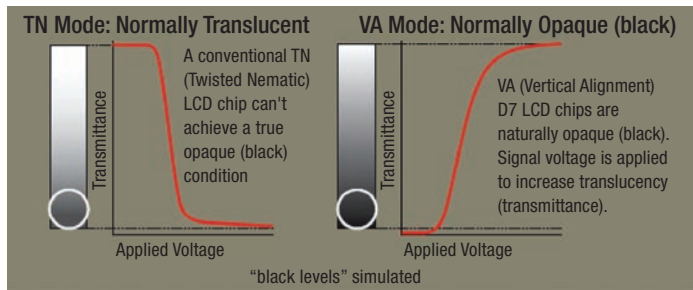 TN Mode: Normally Translucent
A conventional TN
(Twisted Nematic)
LCD chip can't
achieve a true
opaque (black)
condition
Transmittance
Applied Voltage
VA Mode: Normally Opaque (black)
VA (Vertical Alignment)
D7 LCD chips are
naturally opaque (black).
Signal voltage is applied
to increase translucency
(transmittance).
Transmittance
Applied Voltage
“black levels” simulated